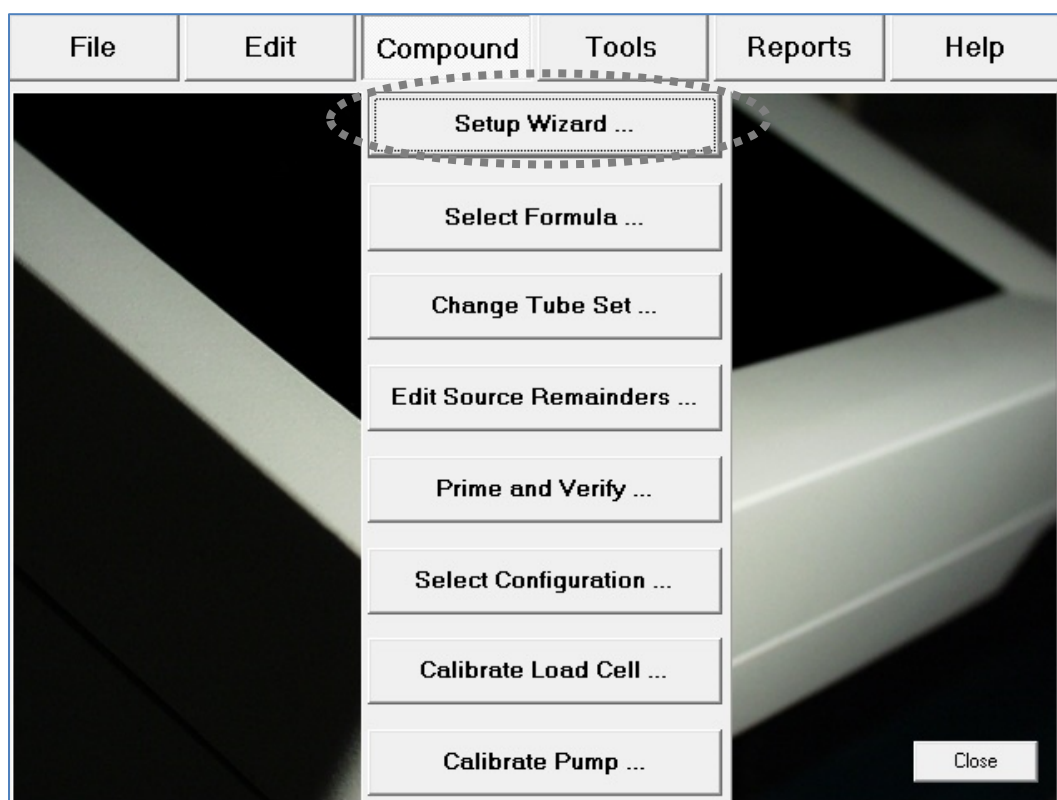 File
Edit
Compound
Tools
Reports
Help
Setup Wizard ...
Select Formula ...
Change Tube Set ...
Edit Source Remainders ...
Prime and Verify ...
Select Configuration ...
Calibrate Load Cell ...
Calibrate Pump ...
Close